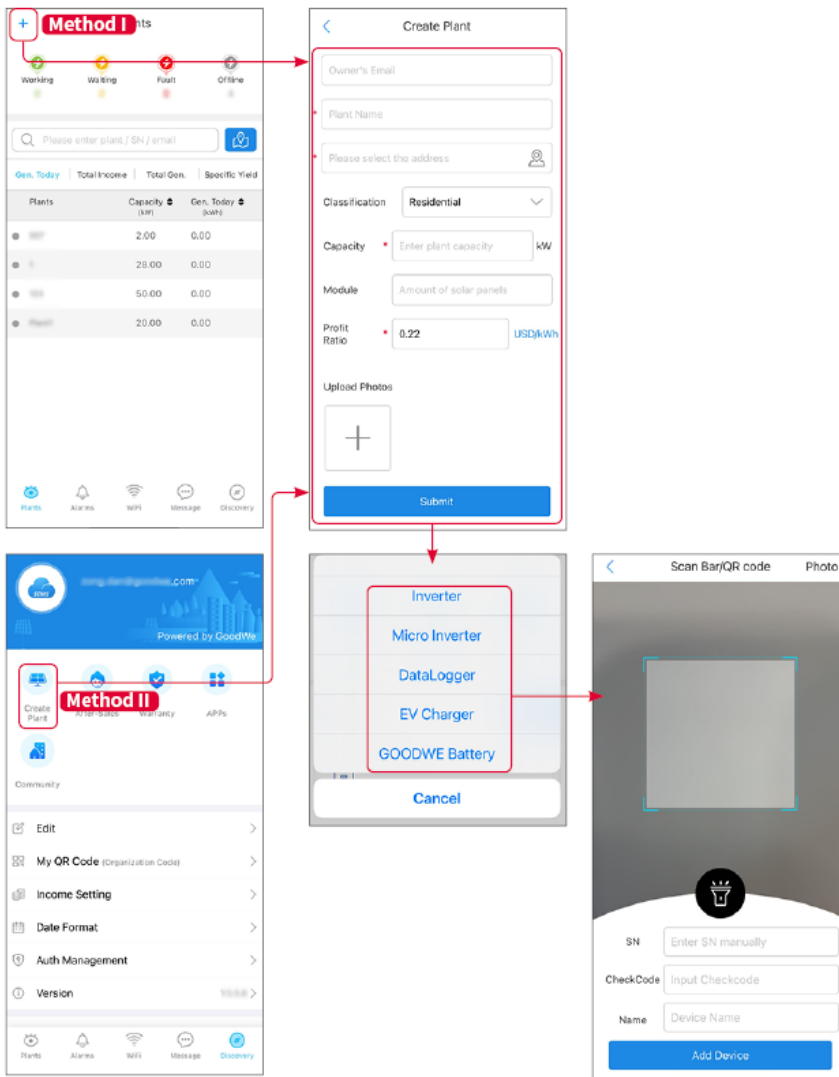 + Method I nts
Working Waiting Fault Offline
Please enter plant / SN / email
Gen. Today Total Income Total Gen. Specific Yield
Plants Capacity Gen. Today
(kW) (kWh)
2.00 0.00
28.00 0.00
50.00 0.00
20.00 0.00
Plants Alarms WiFi Message Discovery
Create Plant
Owner's Email
* Plant Name
* Please select the address
Classification Residential
Capacity * Enter plant capacity kW
Module Amount of solar panels
Profit Ratio * 0.22 USD/kWh
Upload Photos
Submit
.com
Powered by GoodWe
Create Plant
Method II
After-Sales Warranty APPs
Community
Edit
My QR Code (Organization Code)
Income Setting
Date Format
Auth Management
Version
Plants Alarms WiFi Message Discovery
Inverter
Micro Inverter
DataLogger
EV Charger
GOODWE Battery
Cancel
Scan Bar/QR code Photo
SN Enter SN manually
CheckCode Input Checkcode
Name Device Name
Add Device